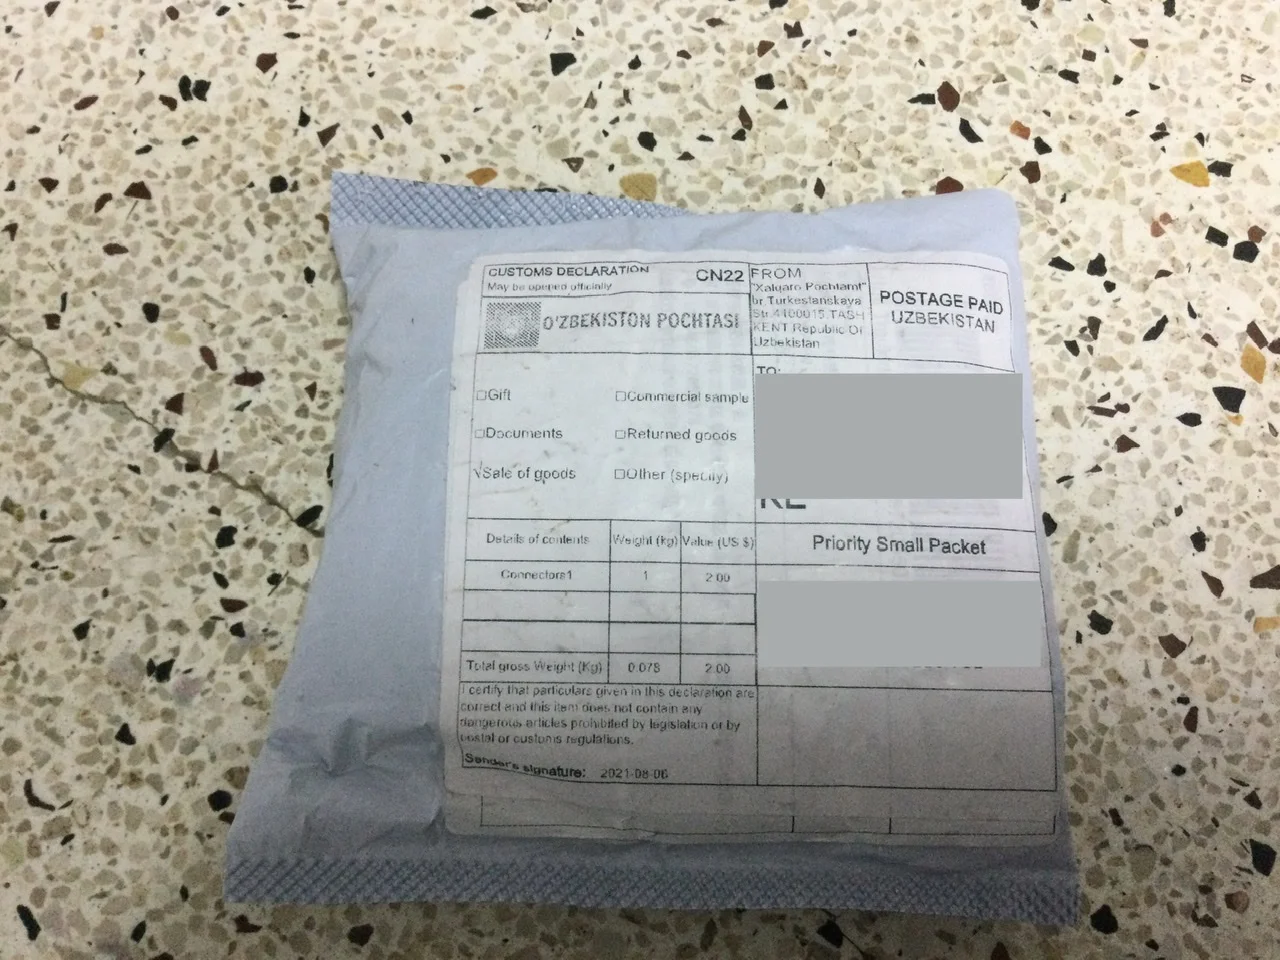 CUSTOMS DECLARATION CN22
May be opened officially
O'ZBEKISTON POCHTASI
FROM
"Xalqaro Pochtamt"
br.Turkestanskaya
Str.4100015.TASH
KENT Republic Of
Uzbekistan
POSTAGE PAID
UZBEKISTAN
□Gift □Commercial sample
□Documents □Returned goods
√Sale of goods □Other (specify)
TO:
Priority Small Packet
Details of contents Weight (kg) Value (US $)
Connectors1 1 2.00
Total gross Weight (Kg) 0.078 2.00
I certify that particulars given in this declaration are
correct and this item does not contain any
dangerous articles prohibited by legislation or by
postal or customs regulations.
Sender's signature: 2021-08-06